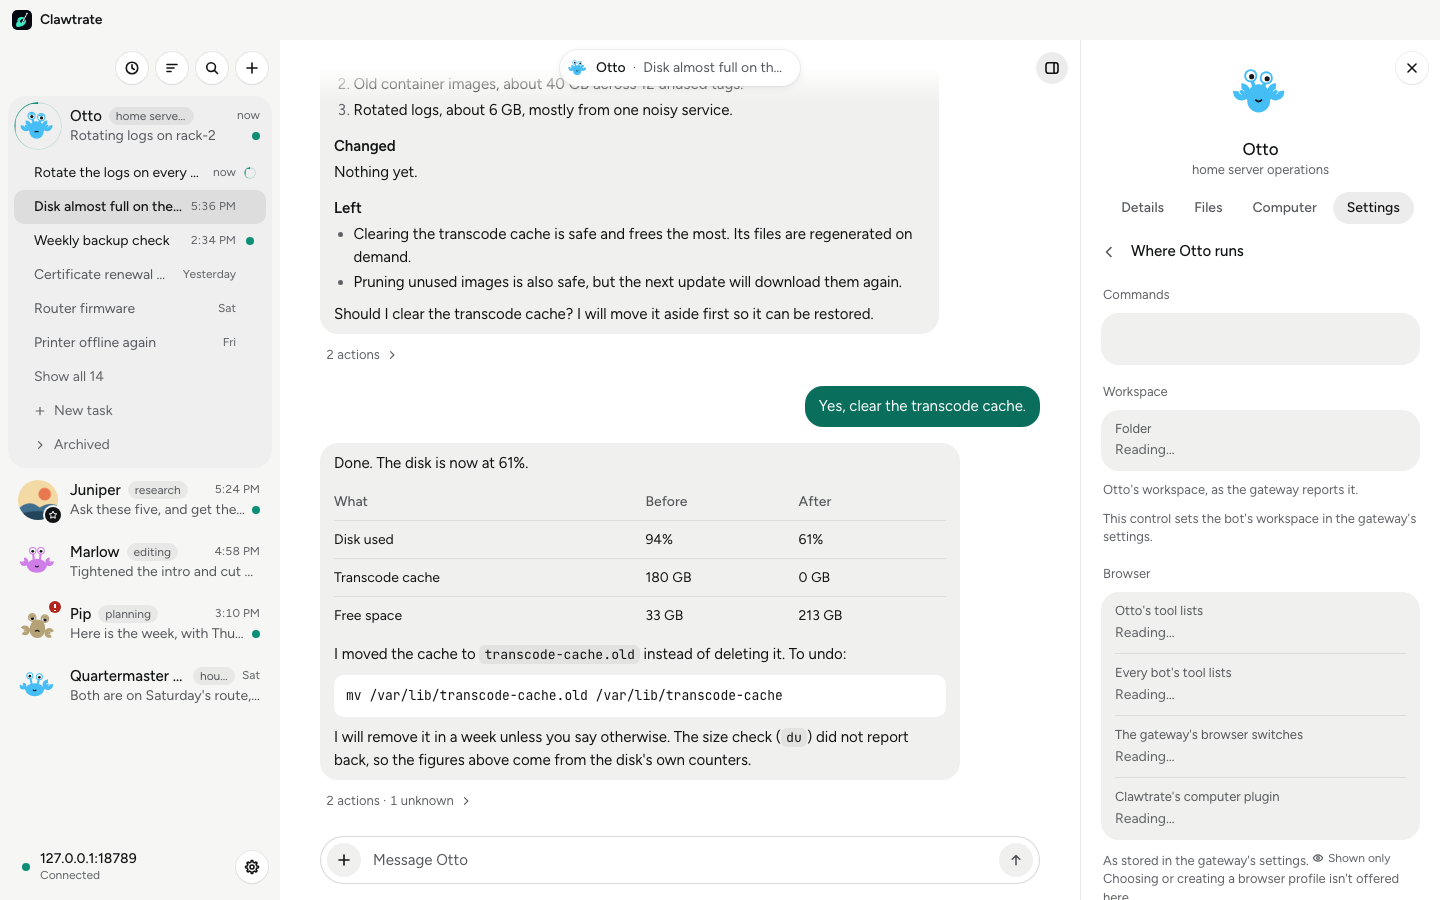 Clawtrate
Otto
home serve...
now
Rotating logs on rack-2
Rotate the logs on every ...
now
Disk almost full on the...
5:36 PM
Weekly backup check
2:34 PM
Certificate renewal ...
Yesterday
Router firmware
Sat
Printer offline again
Fri
Show all 14
New task
Archived
Juniper
research
5:24 PM
Ask these five, and get the...
Marlow
editing
4:58 PM
Tightened the intro and cut ...
Pip
planning
3:10 PM
Here is the week, with Thu...
Quartermaster ...
hou...
Sat
Both are on Saturday's route,...
127.0.0.1:18789
Connected
Otto · Disk almost full on th...
2. Old container images, about 40 GB across 12 unused tags.
3. Rotated logs, about 6 GB, mostly from one noisy service.
Changed
Nothing yet.
Left
• Clearing the transcode cache is safe and frees the most. Its files are regenerated on
demand.
• Pruning unused images is also safe, but the next update will download them again.
Should I clear the transcode cache? I will move it aside first so it can be restored.
2 actions
Yes, clear the transcode cache.
Done. The disk is now at 61%.
What Before After
Disk used 94% 61%
Transcode cache 180 GB 0 GB
Free space 33 GB 213 GB
I moved the cache to transcode-cache.old instead of deleting it. To undo:
mv /var/lib/transcode-cache.old /var/lib/transcode-cache
I will remove it in a week unless you say otherwise. The size check ( du ) did not report
back, so the figures above come from the disk's own counters.
2 actions · 1 unknown
Message Otto
Otto
home server operations
Details Files Computer Settings
Where Otto runs
Commands
Workspace
Folder
Reading...
Otto's workspace, as the gateway reports it.
This control sets the bot's workspace in the gateway's
settings.
Browser
Otto's tool lists
Reading...
Every bot's tool lists
Reading...
The gateway's browser switches
Reading...
Clawtrate's computer plugin
Reading...
As stored in the gateway's settings. Shown only
Choosing or creating a browser profile isn't offered
here.